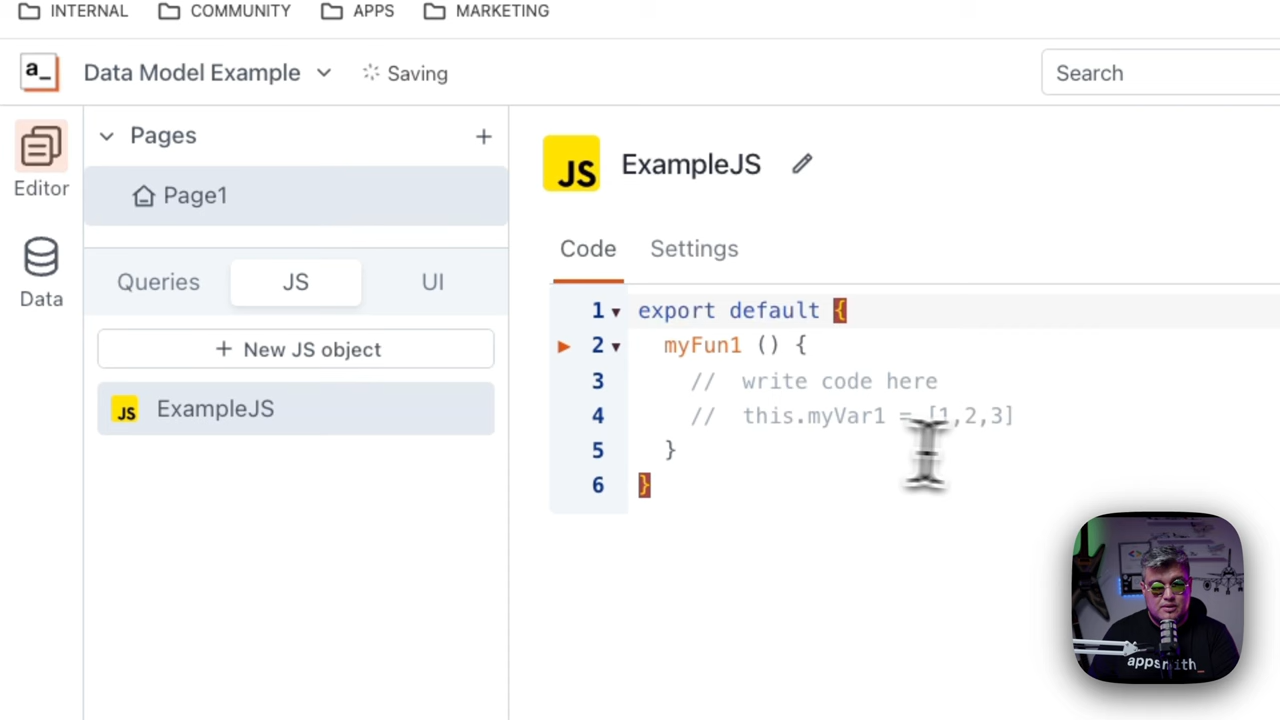 INTERNAL COMMUNITY APPS MARKETING
a_ Data Model Example Saving Search
Editor
Data
Pages +
Page1
Queries JS UI
+ New JS object
JS ExampleJS
JS ExampleJS
Code Settings
1 export default {
2 myFun1 () {
3 // write code here
4 // this.myVar1 = [1,2,3]
5 }
6 }
appsmith_